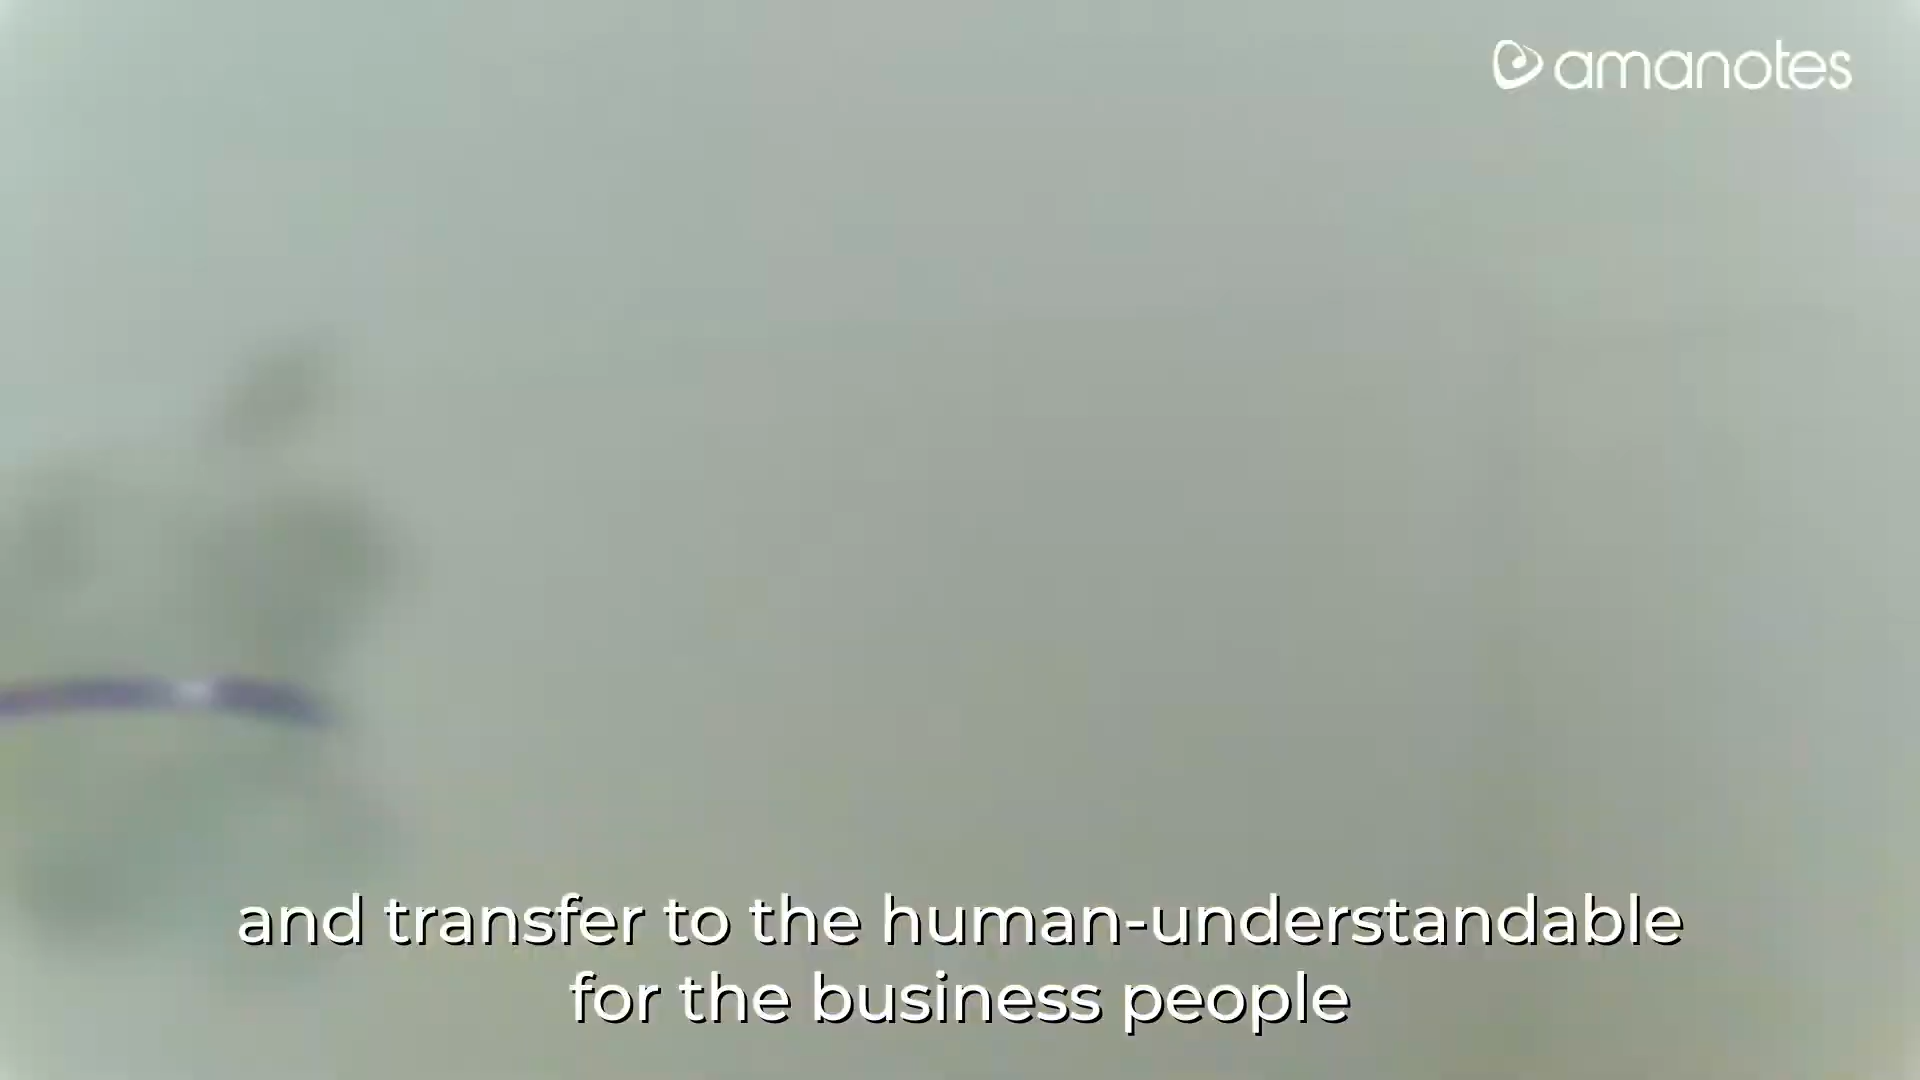 amanotes
and transfer to the human-understandable
for the business people